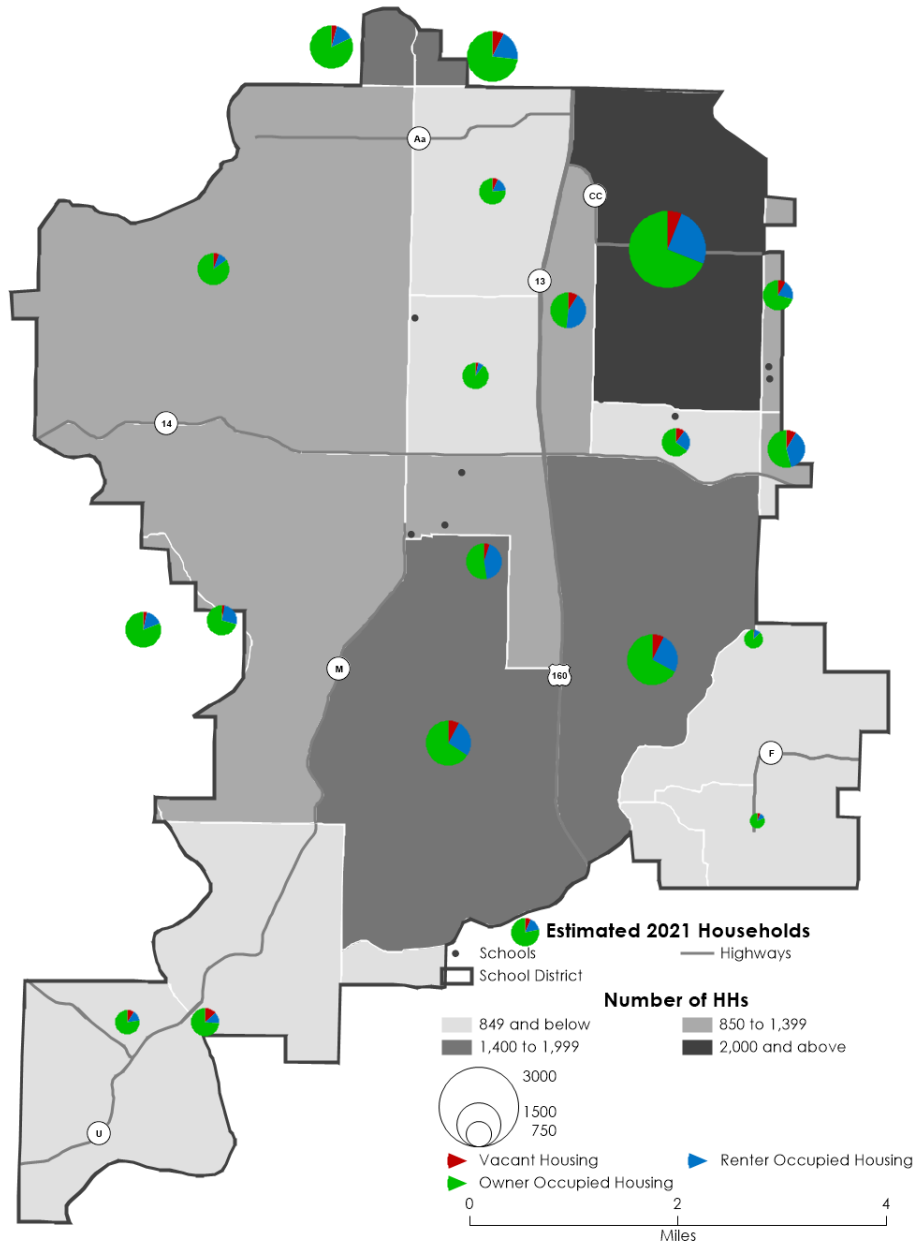 Aa
CC
13
14
M
160
F
U
Estimated 2021 Households
Schools
Highways
School District
Number of HHs
849 and below
850 to 1,399
1,400 to 1,999
2,000 and above
3000
1500
750
Vacant Housing
Renter Occupied Housing
Owner Occupied Housing
0 2 4
Miles